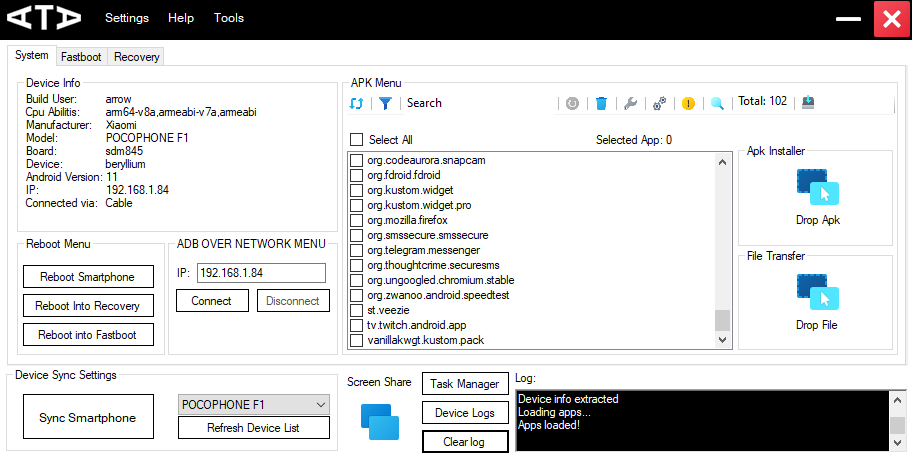 ATA Settings Help Tools
System Fastboot Recovery
Device Info
Build User: arrow
Cpu Abilitis: arm64-v8a,armeabi-v7a,armeabi
Manufacturer: Xiaomi
Model: POCOPHONE F1
Board: sdm845
Device: beryllium
Android Version: 11
IP: 192.168.1.84
Connected via: Cable
APK Menu
Search
Total: 102
Select All
Selected App: 0
org.codeaurora.snapcam
org.fdroid.fdroid
org.kustom.widget
org.kustom.widget.pro
org.mozilla.firefox
org.smssecure.smssecure
org.telegram.messenger
org.thoughtcrime.securesms
org.ungoogled.chromium.stable
org.zwanoo.android.speedtest
st.veezie
tv.twitch.android.app
vanillakwgt.kustom.pack
Apk Installer
Drop Apk
File Transfer
Drop File
Reboot Menu
Reboot Smartphone
Reboot Into Recovery
Reboot into Fastboot
ADB OVER NETWORK MENU
IP: 192.168.1.84
Connect Disconnect
Device Sync Settings
Sync Smartphone
POCOPHONE F1
Refresh Device List
Screen Share
Task Manager
Device Logs
Clear log
Log:
Device info extracted
Loading apps...
Apps loaded!